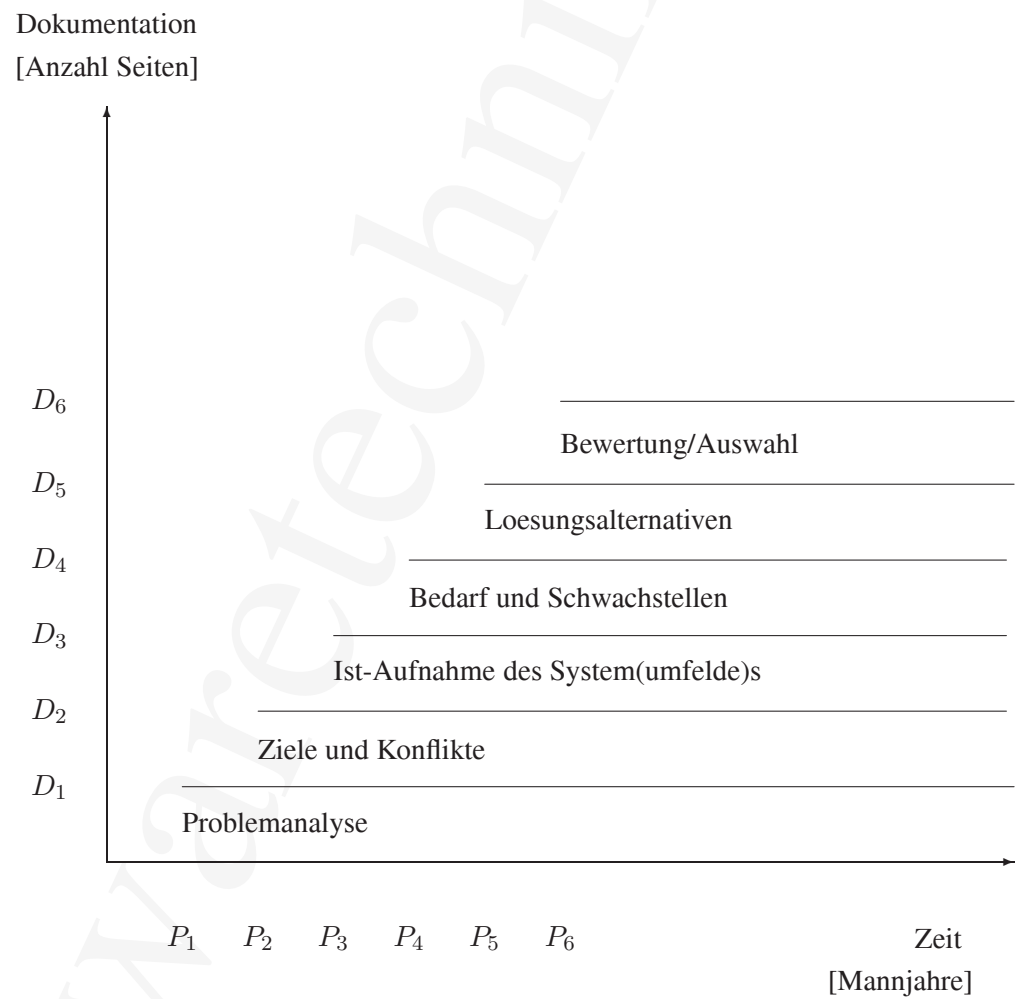 Dokumentation
[Anzahl Seiten]
D6
Bewertung/Auswahl
D5
Loesungsalternativen
D4
Bedarf und Schwachstellen
D3
Ist-Aufnahme des System(umfelde)s
D2
Ziele und Konflikte
D1
Problemanalyse
P1 P2 P3 P4 P5 P6 Zeit
[Mannjahre]
waretechni